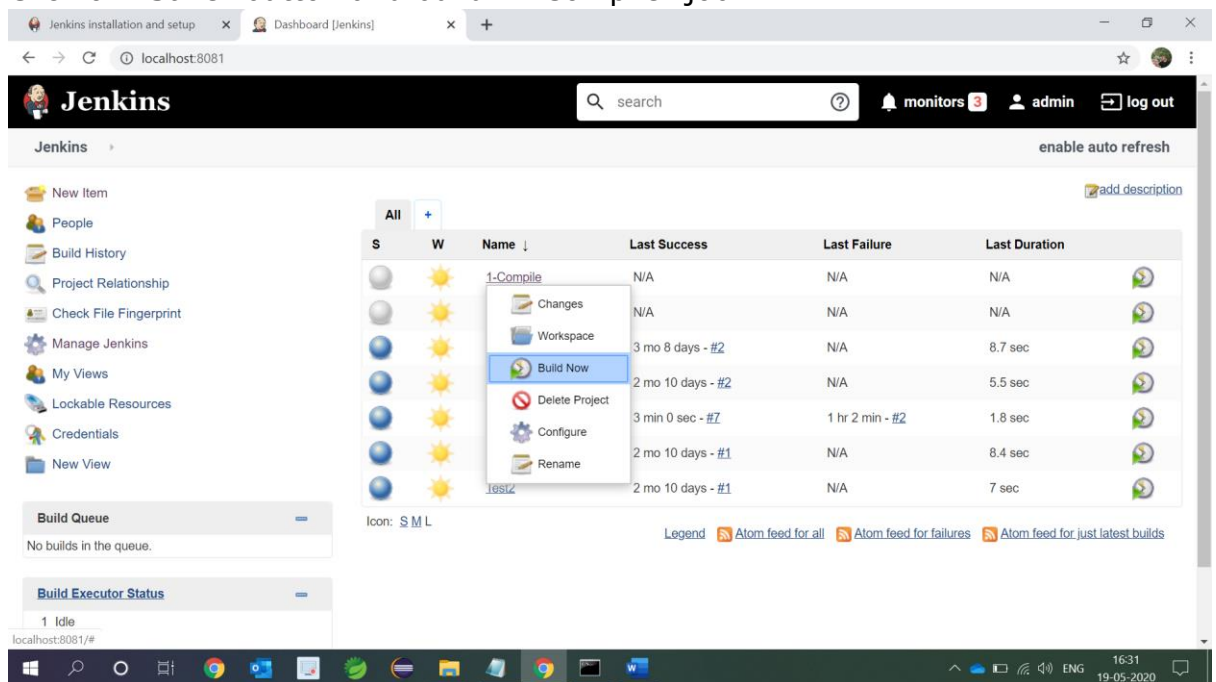 Jenkins installation and setup
Dashboard [Jenkins]
localhost:8081
Jenkins
search
monitors 3
admin
log out
Jenkins
enable auto refresh
New Item
People
Build History
Project Relationship
Check File Fingerprint
Manage Jenkins
My Views
Lockable Resources
Credentials
New View
add description
All +
S W Name ↓ Last Success Last Failure Last Duration
1-Compile N/A N/A N/A
N/A N/A N/A
3 mo 8 days - #2 N/A 8.7 sec
2 mo 10 days - #2 N/A 5.5 sec
3 min 0 sec - #7 1 hr 2 min - #2 1.8 sec
2 mo 10 days - #1 N/A 8.4 sec
Test2 2 mo 10 days - #1 N/A 7 sec
Changes
Workspace
Build Now
Delete Project
Configure
Rename
Icon: S M L
Legend Atom feed for all Atom feed for failures Atom feed for just latest builds
Build Queue
No builds in the queue.
Build Executor Status
1 Idle
localhost:8081/#
ENG
16:31
19-05-2020